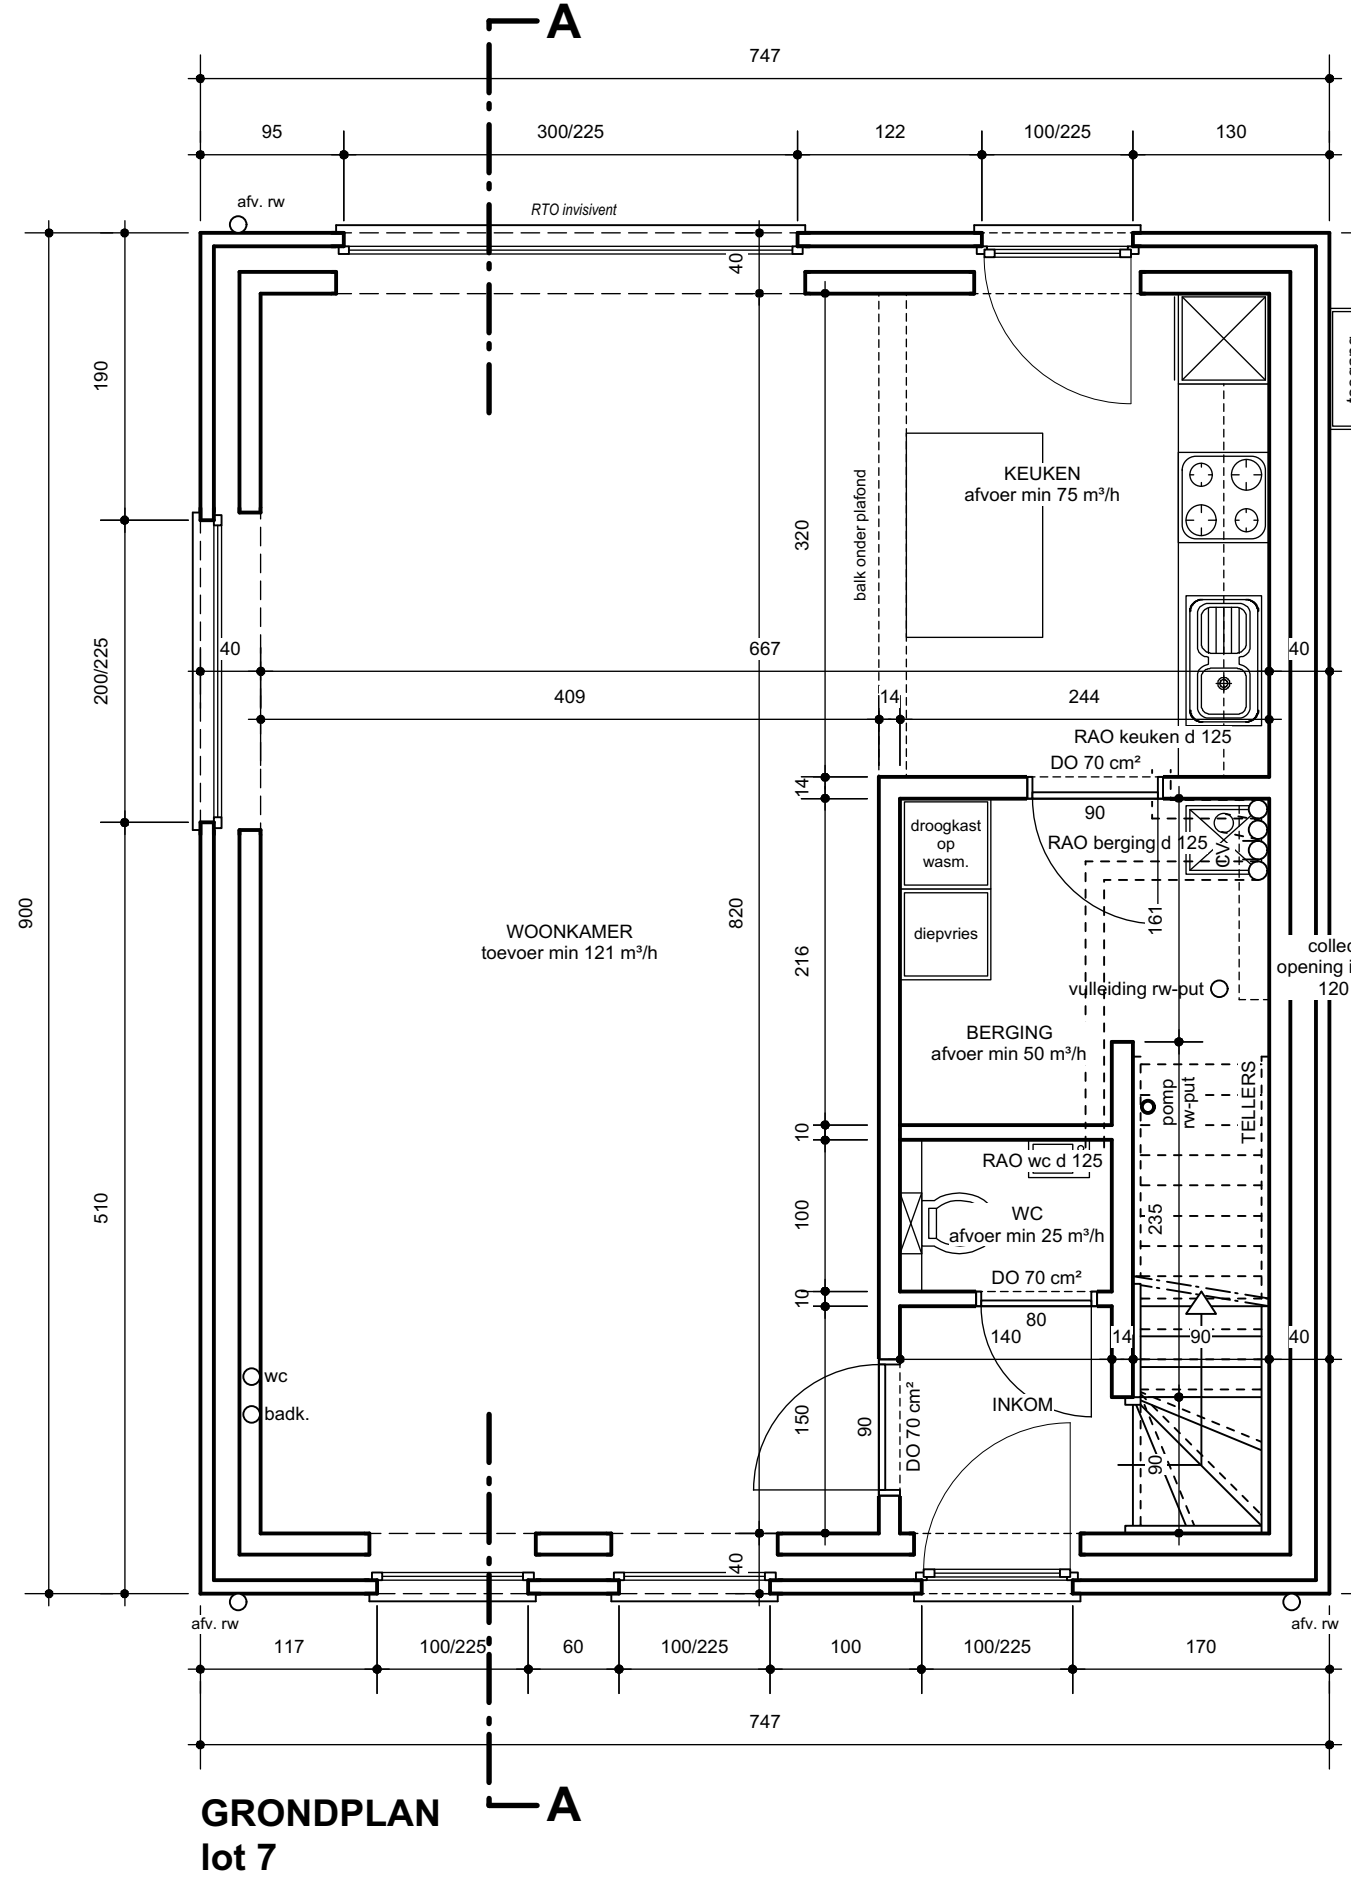 A
747
95
300/225
122
100/225
130
afv. rw
RTO invisivent
40
190
KEUKEN
afvoer min 75 m³/h
balk onder plafond
320
200/225
40
667
40
409
14
244
RAO keuken d 125
DO 70 cm²
14
90
droogkast
op
wasm.
RAO berging d 125
CV
900
820
161
WOONKAMER
toevoer min 121 m³/h
diepvries
216
opening
120
vulleiding rw-put
BERGING
afvoer min 50 m³/h
pomp
rw-put
TELLERS
10
RAO wc d 125
510
100
WC
afvoer min 25 m³/h
235
DO 70 cm²
10
80
140
14
90
40
wc
badk.
INKOM
150
90
DO 70 cm²
90
40
afv. rw
afv. rw
117
100/225
60
100/225
100
100/225
170
747
A
GRONDPLAN
lot 7